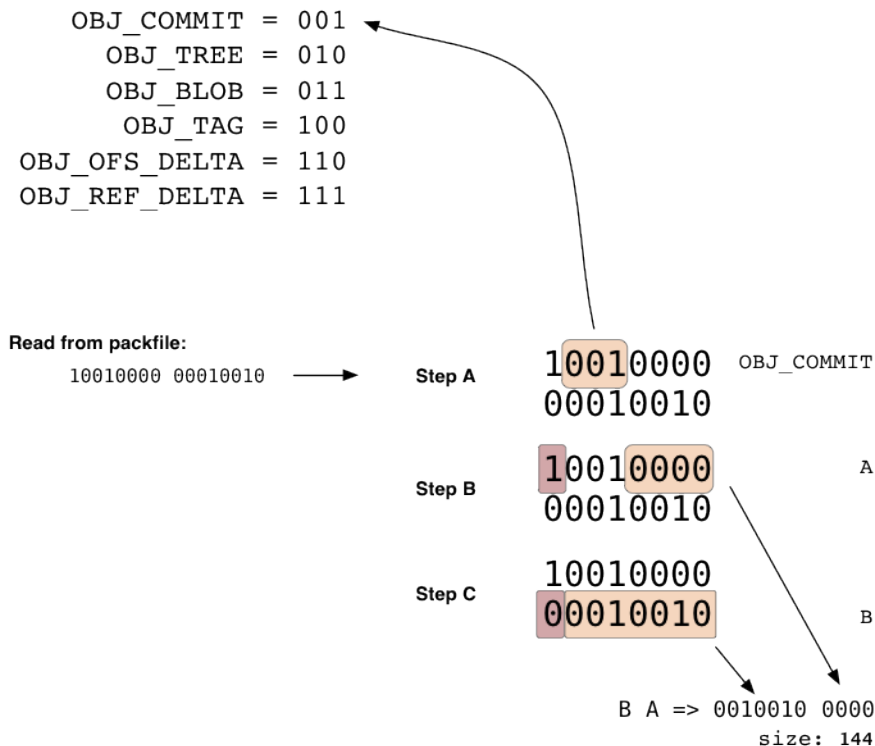 OBJ_COMMIT = 001
OBJ_TREE = 010
OBJ_BLOB = 011
OBJ_TAG = 100
OBJ_OFS_DELTA = 110
OBJ_REF_DELTA = 111
Read from packfile:
10010000 00010010
Step A
10010000 OBJ_COMMIT
00010010
Step B
10010000 A
00010010
Step C
10010000
00010010 B
B A => 0010010 0000
size: 144